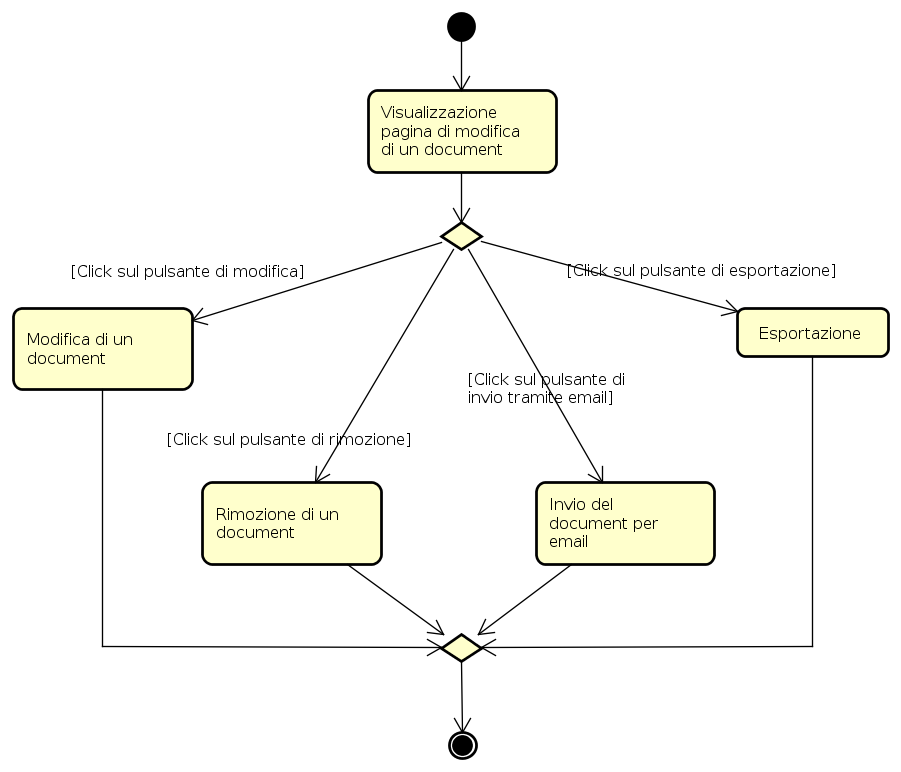 Visualizzazione
pagina di modifica
di un document
[Click sul pulsante di modifica]
[Click sul pulsante di esportazione]
Modifica di un
document
Esportazione
[Click sul pulsante di
invio tramite email]
[Click sul pulsante di rimozione]
Rimozione di un
document
Invio del
document per
email